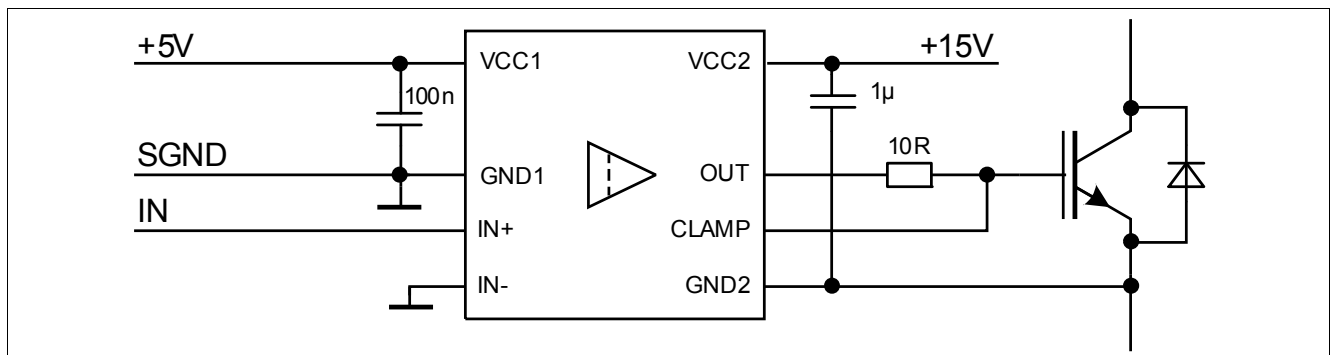 +5V
VCC1
VCC2
+15V
100n
1µ
SGND
10R
GND1
OUT
IN
IN+
CLAMP
IN-
GND2